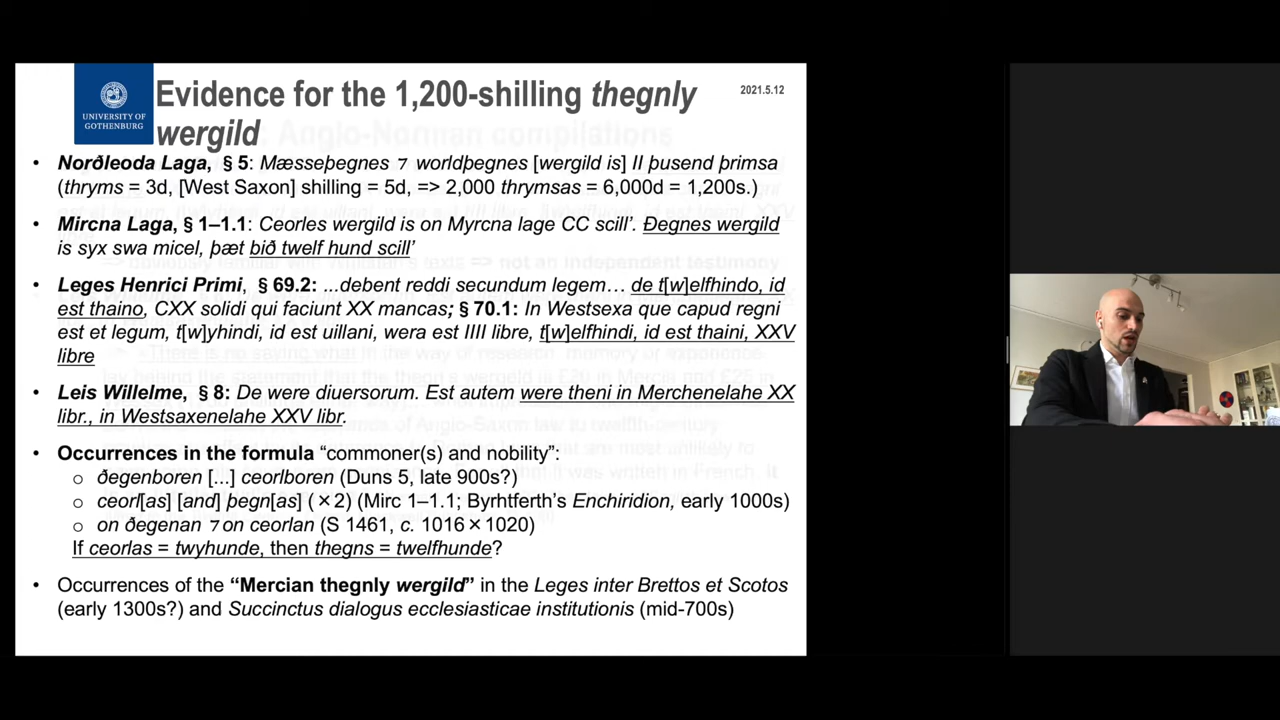 UNIVERSITY OF
GOTHENBURG
Evidence for the 1,200-shilling thegnly
wergild
2021.5.12
• Norðleoda Laga, § 5: Mæsseþegnes ⁊ worldþegnes [wergild is] II þusend þrimsa
(thryms = 3d, [West Saxon] shilling = 5d, => 2,000 thrymsas = 6,000d = 1,200s.)
• Mircna Laga, § 1–1.1: Ceorles wergild is on Myrcna lage CC scill’. Ðegnes wergild
is syx swa micel, þæt bið twelf hund scill’
• Leges Henrici Primi, § 69.2: ...debent reddi secundum legem… de t[w]elfhindo, id
est thaino, CXX solidi qui faciunt XX mancas; § 70.1: In Westsexa que capud regni
est et legum, t[w]yhindi, id est uillani, wera est IIII libre, t[w]elfhindi, id est thaini, XXV
libre
• Leis Willelme, § 8: De were diuersorum. Est autem were theni in Merchenelahe XX
libr., in Westsaxenelahe XXV libr.
• Occurrences in the formula “commoner(s) and nobility”:
o ðegenboren [...] ceorlboren (Duns 5, late 900s?)
o ceorl[as] [and] þegn[as] (×2) (Mirc 1–1.1; Byrhtferth’s Enchiridion, early 1000s)
o on ðegenan ⁊ on ceorlan (S 1461, c. 1016×1020)
If ceorlas = twyhunde, then thegns = twelfhunde?
• Occurrences of the “Mercian thegnly wergild” in the Leges inter Brettos et Scotos
(early 1300s?) and Succinctus dialogus ecclesiasticae institutionis (mid-700s)